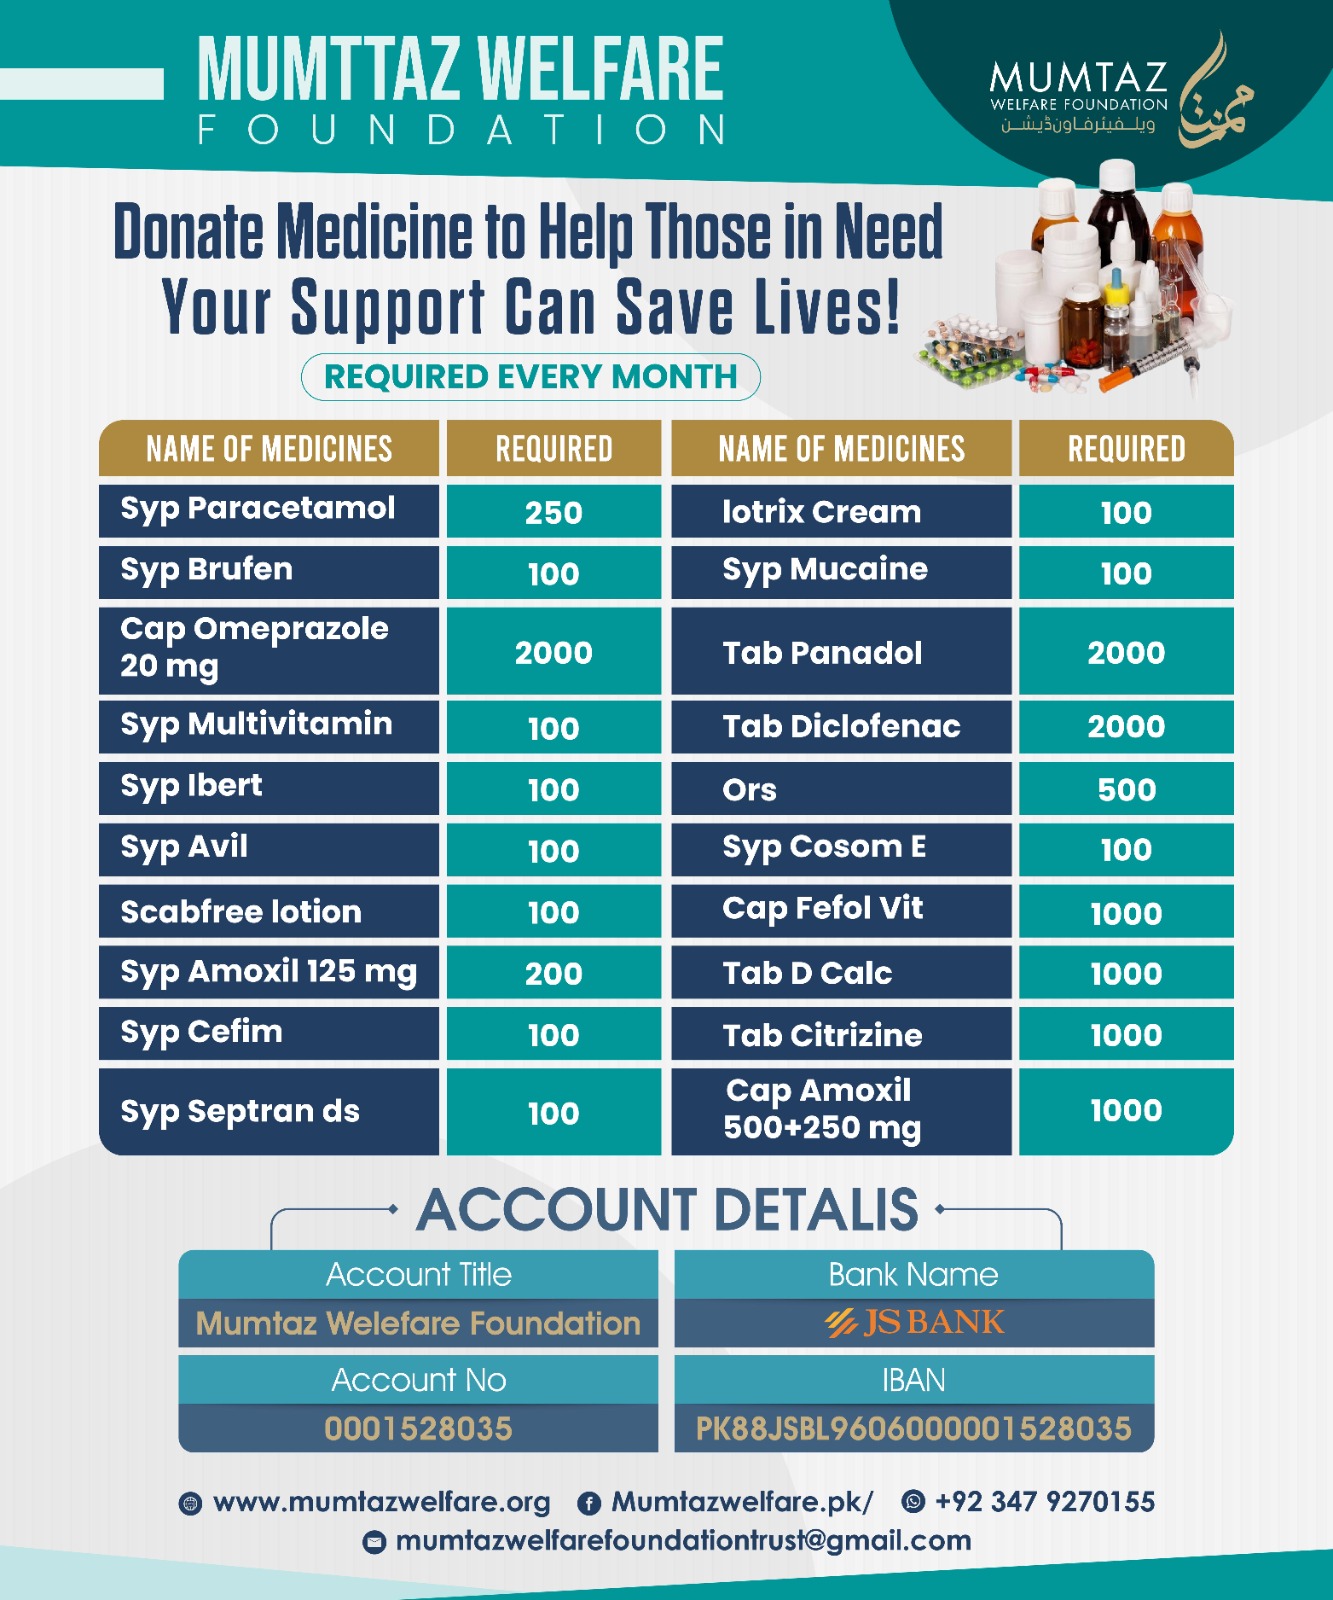 MUMTTAZ WELFARE
FOUNDATION
MUMTAZ
WELFARE FOUNDATION
ویلفیئرفاونڈیشن
ممتاز
Donate Medicine to Help Those in Need
Your Support Can Save Lives!
REQUIRED EVERY MONTH
NAME OF MEDICINES REQUIRED NAME OF MEDICINES REQUIRED
Syp Paracetamol 250 lotrix Cream 100
Syp Brufen 100 Syp Mucaine 100
Cap Omeprazole
20 mg 2000 Tab Panadol 2000
Syp Multivitamin 100 Tab Diclofenac 2000
Syp Ibert 100 Ors 500
Syp Avil 100 Syp Cosom E 100
Scabfree lotion 100 Cap Fefol Vit 1000
Syp Amoxil 125 mg 200 Tab D Calc 1000
Syp Cefim 100 Tab Citrizine 1000
Syp Septran ds 100 Cap Amoxil
500+250 mg 1000
ACCOUNT DETALIS
Account Title Bank Name
Mumtaz Welefare Foundation JS BANK
Account No IBAN
0001528035 PK88JSBL9606000001528035
www.mumtazwelfare.org Mumtazwelfare.pk/ +92 347 9270155
mumtazwelfarefoundationtrust@gmail.com